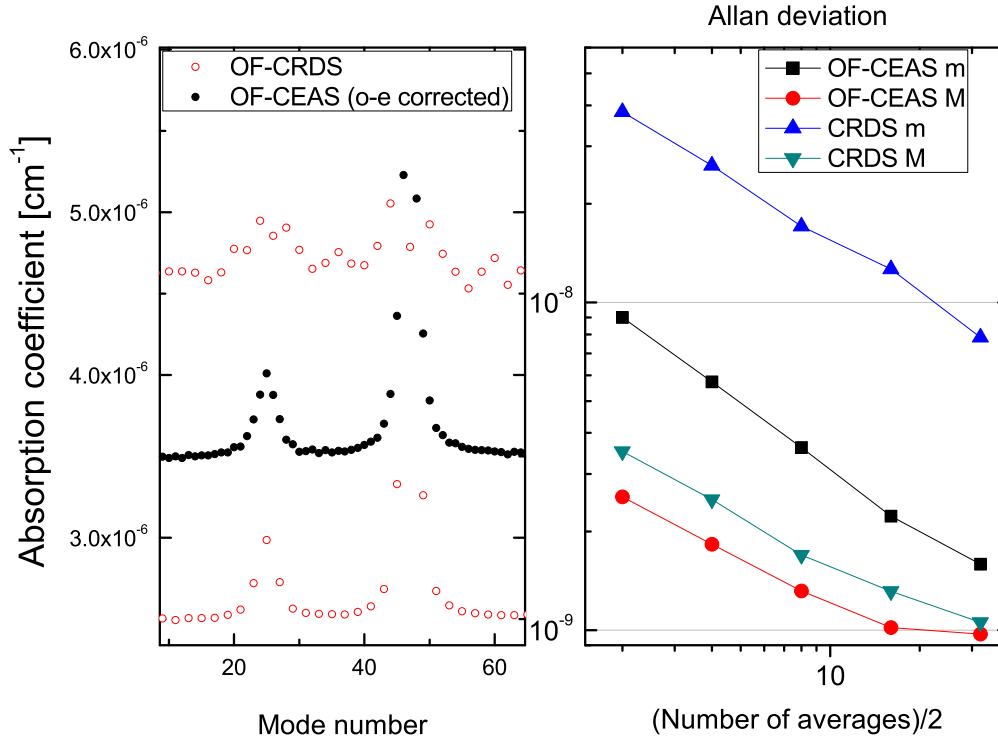 Allan deviation
6.0x10⁻⁶
5.0x10⁻⁶
4.0x10⁻⁶
3.0x10⁻⁶
Absorption coefficient [cm⁻¹]
OF-CRDS
OF-CEAS (o-e corrected)
20
40
60
Mode number
OF-CEAS m
OF-CEAS M
CRDS m
CRDS M
10⁻⁸
10⁻⁹
10
(Number of averages)/2